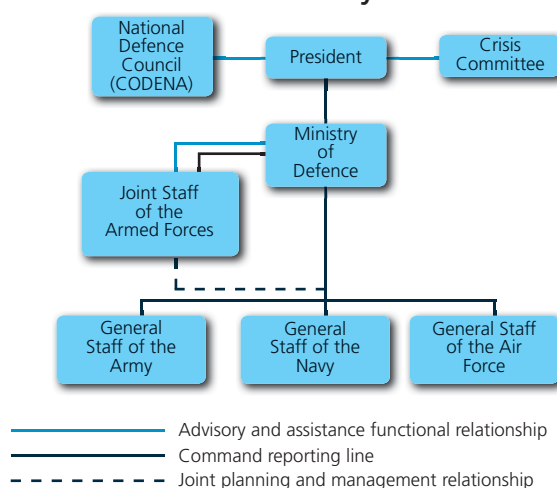 National
Defence
Council
(CODENA)
President
Crisis
Committee
Ministry
of
Defence
Joint Staff
of the
Armed Forces
General
Staff of the
Army
General
Staff of the
Navy
General Staff
of the Air
Force
Advisory and assistance functional relationship
Command reporting line
Joint planning and management relationship